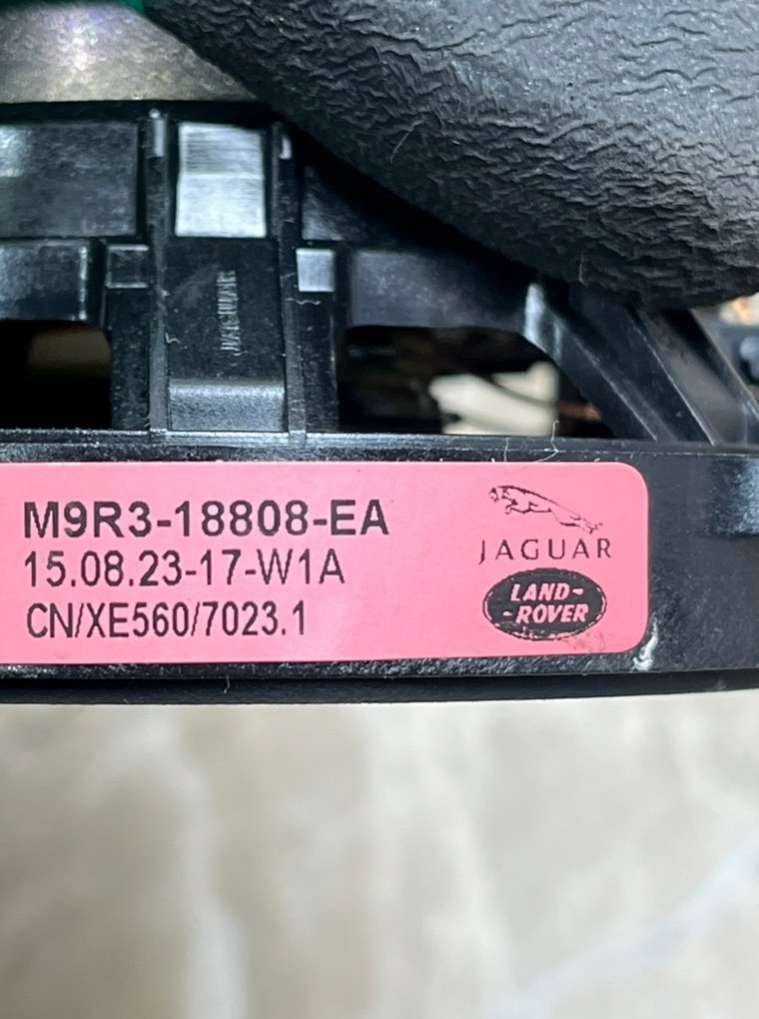 M9R3-18808-EA
15.08.23-17-W1A
CN/XE560/7023.1
JAGUAR
LAND-
-ROVER